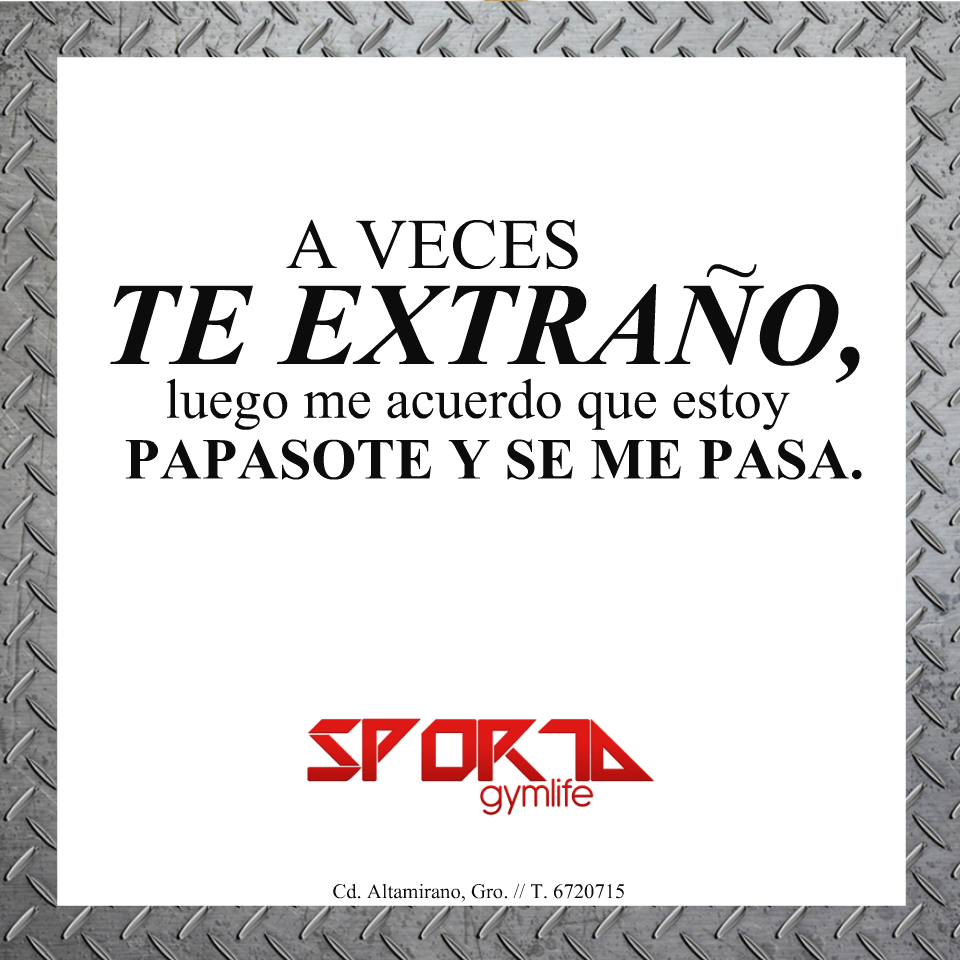 A VECES
TE EXTRAÑO,
luego me acuerdo que estoy
PAPASOTE Y SE ME PASA.
SPORTA
gymlife
Cd. Altamirano, Gro. // T. 6720715